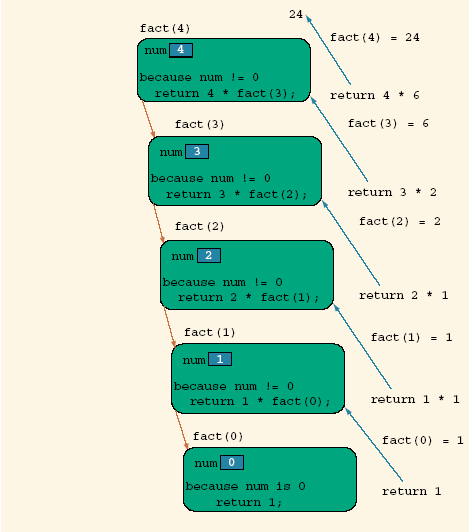 24
fact(4)
fact(4) = 24
num 4
because num != 0
return 4 * fact(3);
return 4 * 6
fact(3)
fact(3) = 6
num 3
because num != 0
return 3 * fact(2);
return 3 * 2
fact(2)
fact(2) = 2
num 2
because num != 0
return 2 * fact(1);
return 2 * 1
fact(1)
fact(1) = 1
num 1
because num != 0
return 1 * fact(0);
return 1 * 1
fact(0)
fact(0) = 1
num 0
because num is 0
return 1;
return 1